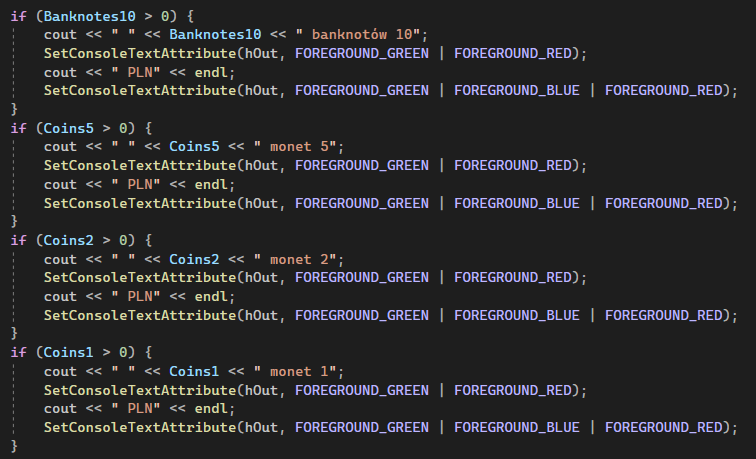 if (Banknotes10 > 0) {
    cout << " " << Banknotes10 << " banknotów 10";
    SetConsoleTextAttribute(hOut, FOREGROUND_GREEN | FOREGROUND_RED);
    cout << " PLN" << endl;
    SetConsoleTextAttribute(hOut, FOREGROUND_GREEN | FOREGROUND_BLUE | FOREGROUND_RED);
}
if (Coins5 > 0) {
    cout << " " << Coins5 << " monet 5";
    SetConsoleTextAttribute(hOut, FOREGROUND_GREEN | FOREGROUND_RED);
    cout << " PLN" << endl;
    SetConsoleTextAttribute(hOut, FOREGROUND_GREEN | FOREGROUND_BLUE | FOREGROUND_RED);
}
if (Coins2 > 0) {
    cout << " " << Coins2 << " monet 2";
    SetConsoleTextAttribute(hOut, FOREGROUND_GREEN | FOREGROUND_RED);
    cout << " PLN" << endl;
    SetConsoleTextAttribute(hOut, FOREGROUND_GREEN | FOREGROUND_BLUE | FOREGROUND_RED);
}
if (Coins1 > 0) {
    cout << " " << Coins1 << " monet 1";
    SetConsoleTextAttribute(hOut, FOREGROUND_GREEN | FOREGROUND_RED);
    cout << " PLN" << endl;
    SetConsoleTextAttribute(hOut, FOREGROUND_GREEN | FOREGROUND_BLUE | FOREGROUND_RED);
}